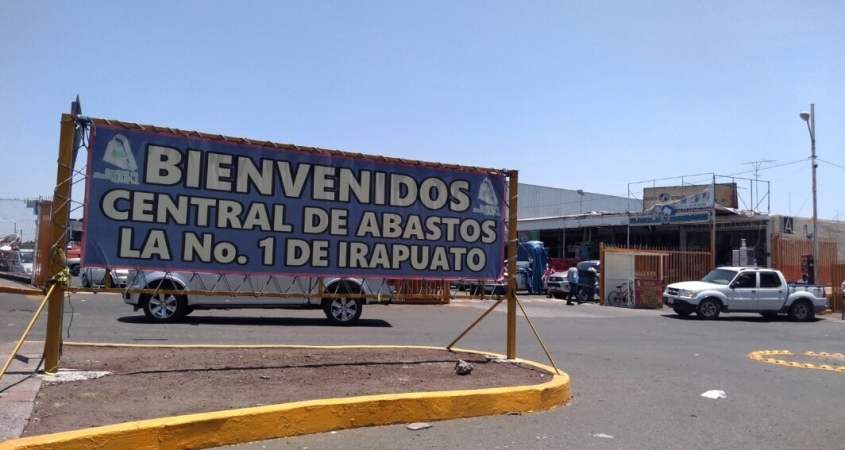 BIENVENIDOS
CENTRAL DE ABASTOS
LA No. 1 DE IRAPUATO